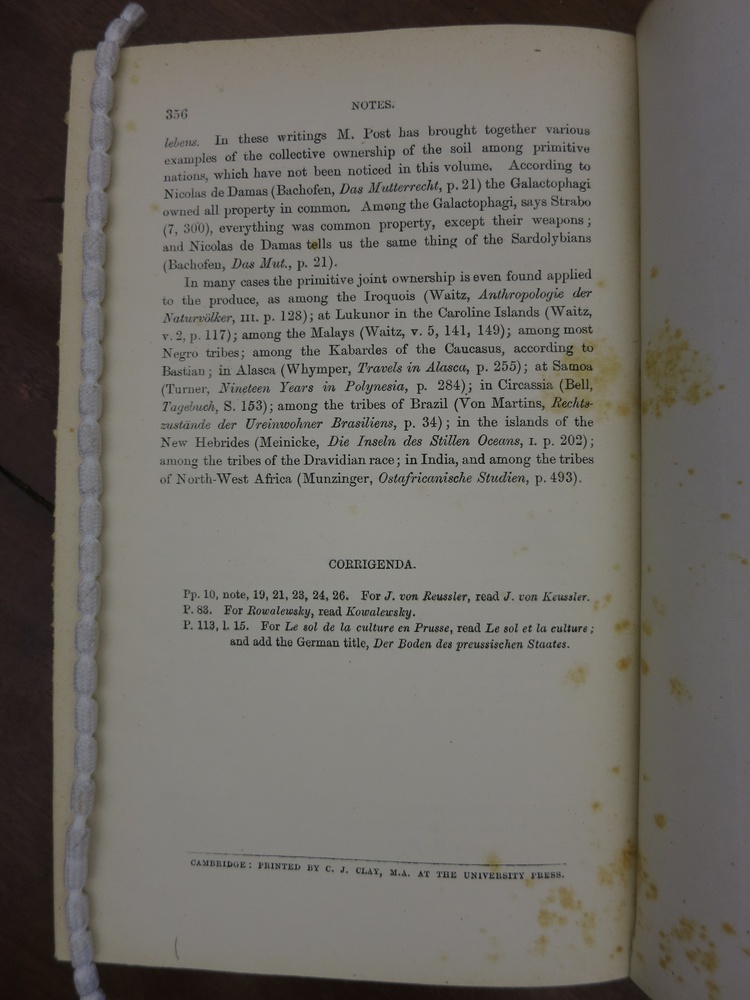 356
NOTES.
lebens. In these writings M. Post has brought together various
examples of the collective ownership of the soil among primitive
nations, which have not been noticed in this volume. According to
Nicolas de Damas (Bachofen, Das Mutterrecht, p. 21) the Galactophagi
owned all property in common. Among the Galactophagi, says Strabo
(7, 300), everything was common property, except their weapons;
and Nicolas de Damas tells us the same thing of the Sardolybians
(Bachofen, Das Mut., p. 21).
In many cases the primitive joint ownership is even found applied
to the produce, as among the Iroquois (Waitz, Anthropologie der
Naturvölker, III. p. 128); at Lukunor in the Caroline Islands (Waitz,
v. 2, p. 117); among the Malays (Waitz, v. 5, 141, 149); among most
Negro tribes; among the Kabardes of the Caucasus, according to
Bastian; in Alasca (Whymper, Travels in Alasca, p. 255); at Samoa
(Turner, Nineteen Years in Polynesia, p. 284); in Circassia (Bell,
Tagebuch, S. 153); among the tribes of Brazil (Von Martins, Rechts-
zustände der Ureinwohner Brasiliens, p. 34); in the islands of the
New Hebrides (Meinicke, Die Inseln des Stillen Oceans, I. p. 202);
among the tribes of the Dravidian race; in India, and among the tribes
of North-West Africa (Munzinger, Ostafricanische Studien, p. 493).
CORRIGENDA.
Pp. 10, note, 19, 21, 23, 24, 26. For J. von Reussler, read J. von Keussler.
P. 83. For Rowalewsky, read Kowalewsky.
P. 113, l. 15. For Le sol de la culture en Prusse, read Le sol et la culture;
and add the German title, Der Boden des preussischen Staates.
CAMBRIDGE: PRINTED BY C. J. CLAY, M.A. AT THE UNIVERSITY PRESS.